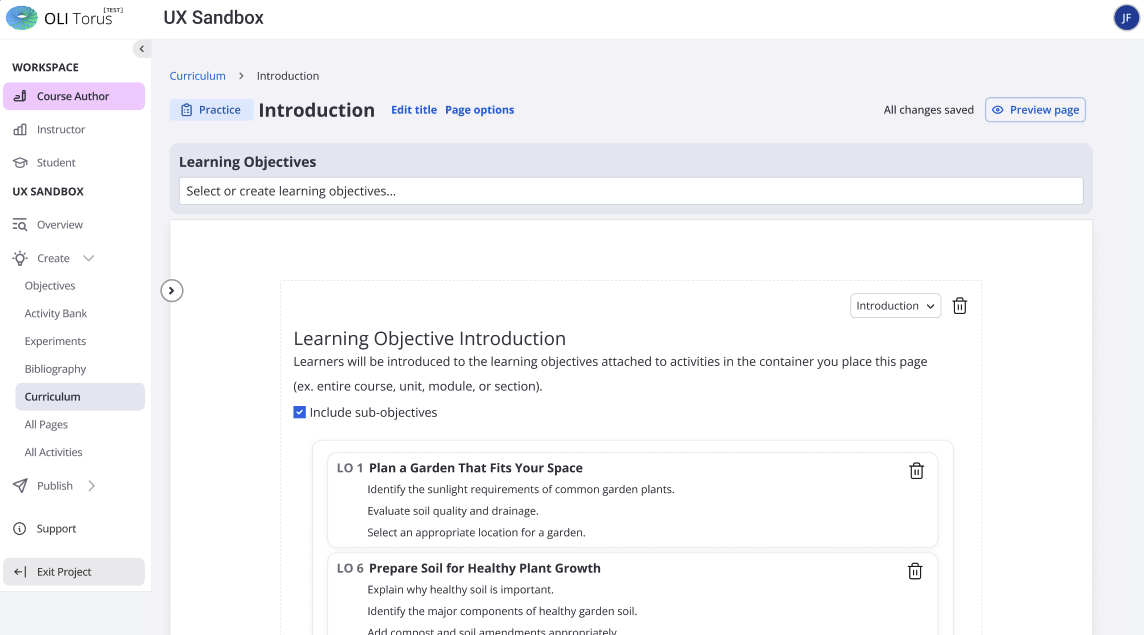 OLI Torus [TEST]
UX Sandbox
JF
WORKSPACE
Course Author
Instructor
Student
UX SANDBOX
Overview
Create
Objectives
Activity Bank
Experiments
Bibliography
Curriculum
All Pages
All Activities
Publish
Support
Exit Project
Curriculum > Introduction
Practice Introduction Edit title Page options
All changes saved Preview page
Learning Objectives
Select or create learning objectives...
Introduction
Learning Objective Introduction
Learners will be introduced to the learning objectives attached to activities in the container you place this page
(ex. entire course, unit, module, or section).
Include sub-objectives
LO 1 Plan a Garden That Fits Your Space
Identify the sunlight requirements of common garden plants.
Evaluate soil quality and drainage.
Select an appropriate location for a garden.
LO 6 Prepare Soil for Healthy Plant Growth
Explain why healthy soil is important.
Identify the major components of healthy garden soil.
Add compost and soil amendments appropriately.